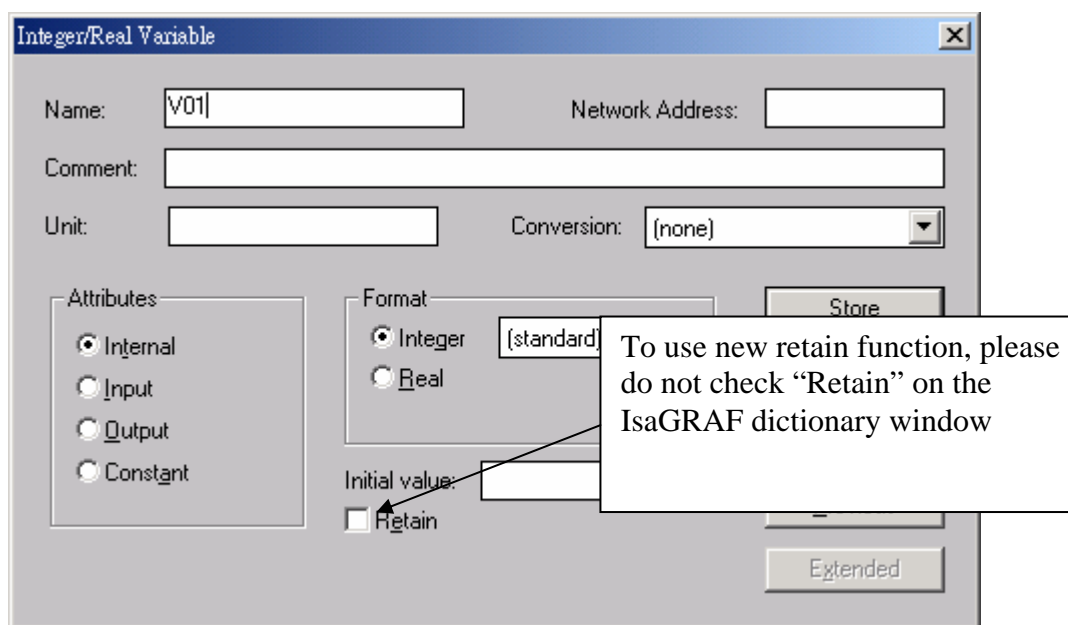 Integer/Real Variable
Name: V01 Network Address:
Comment:
Unit: Conversion: (none)
Attributes Format Store
Internal Integer (standard)
Input Real
Output
Constant
To use new retain function, please
do not check “Retain” on the
IsaGRAF dictionary window
Initial value:
Retain
Extended